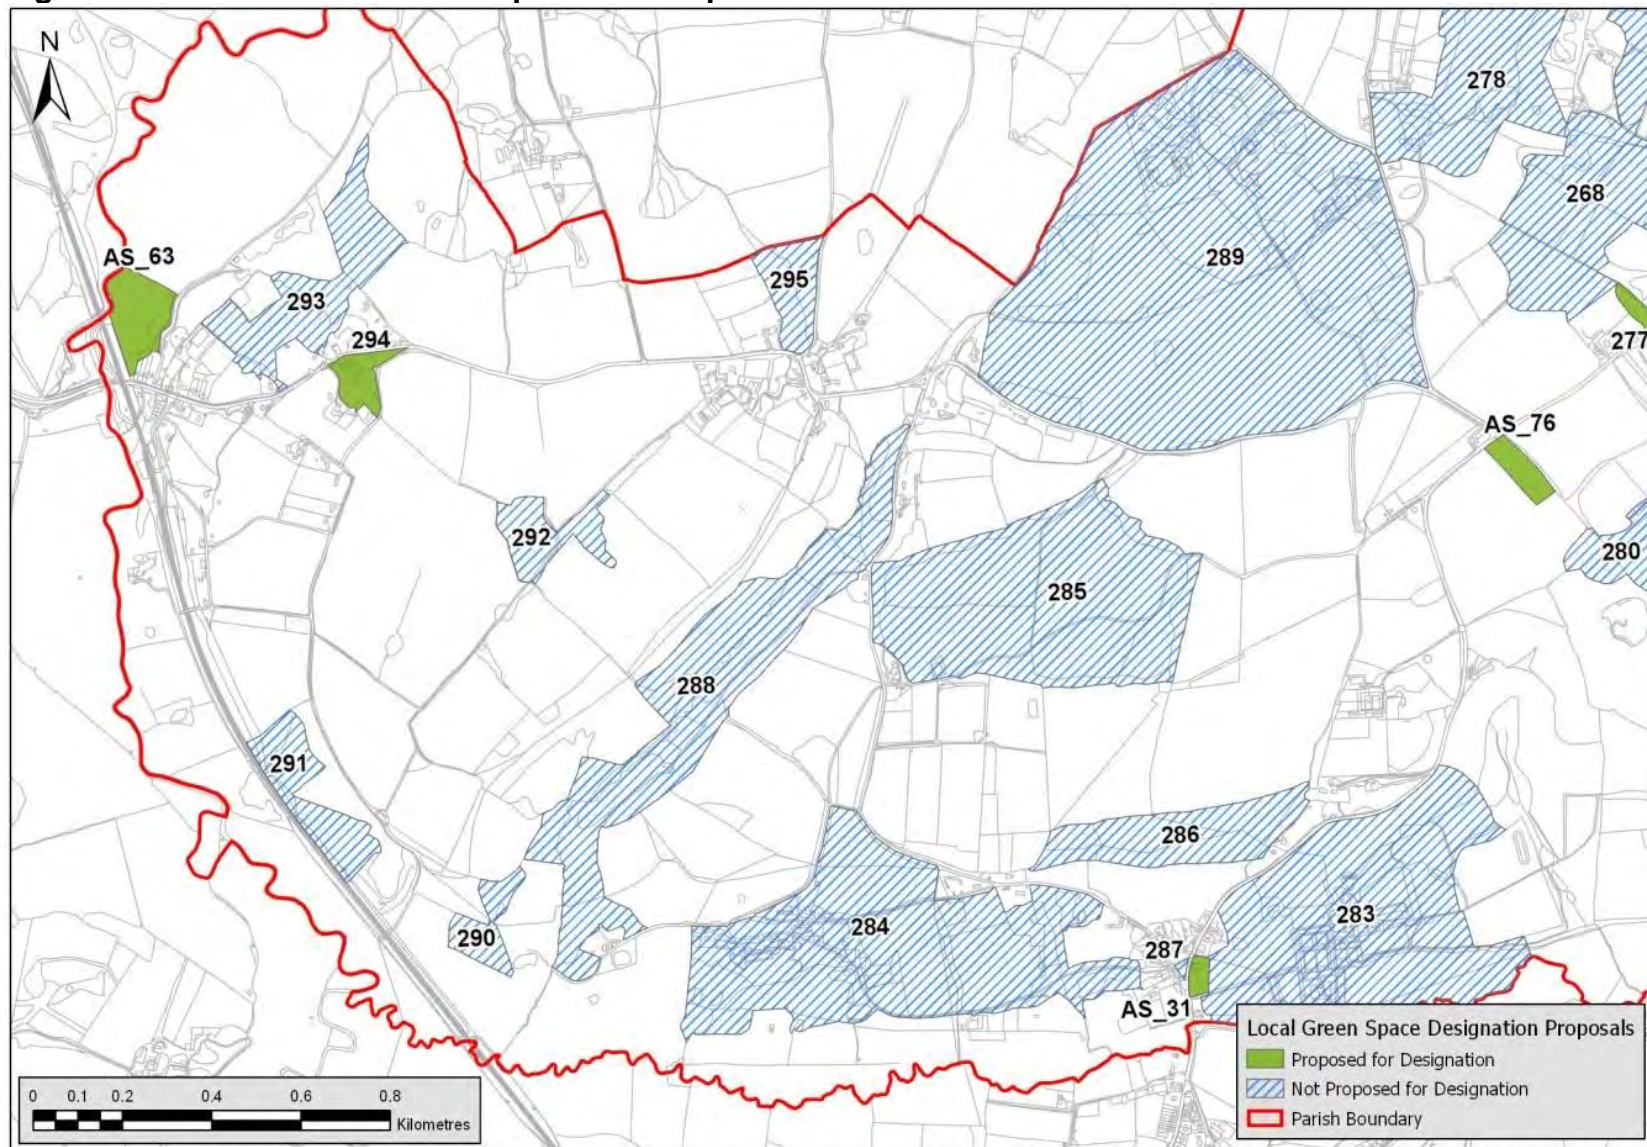 N
278
268
289
AS_63
295
293
277
294
AS_76
292
280
285
288
291
286
283
284
290
287
AS_31
Local Green Space Designation Proposals
Proposed for Designation
Not Proposed for Designation
Parish Boundary
0 0.1 0.2 0.4 0.6 0.8
Kilometres